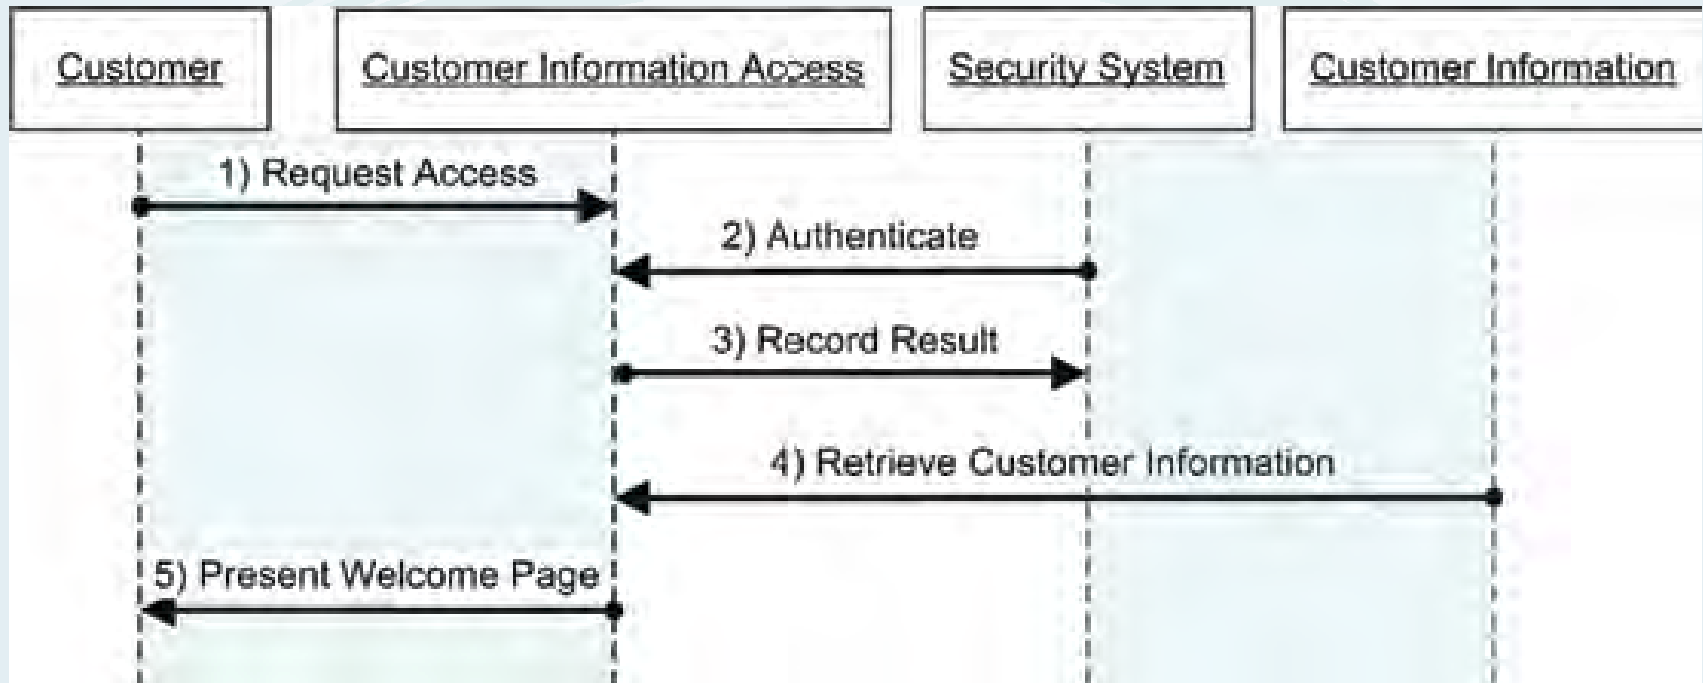 Customer
Customer Information Access
Security System
Customer Information
1) Request Access
2) Authenticate
3) Record Result
4) Retrieve Customer Information
5) Present Welcome Page